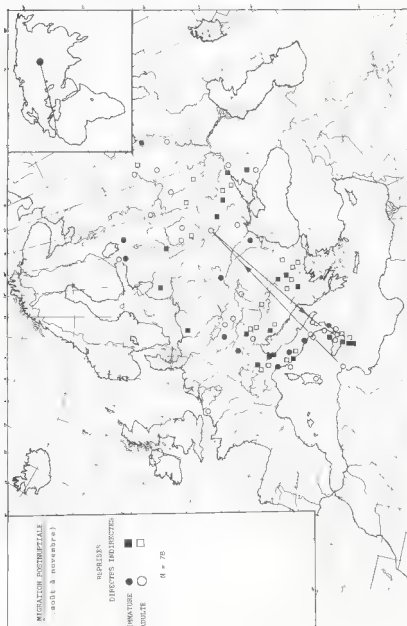 MIGRATION POSTNUPTIALE
août à novembre)
REPRISES
DIRECTES INDIRECTES
IMMATURE
ADULTE
N = 78